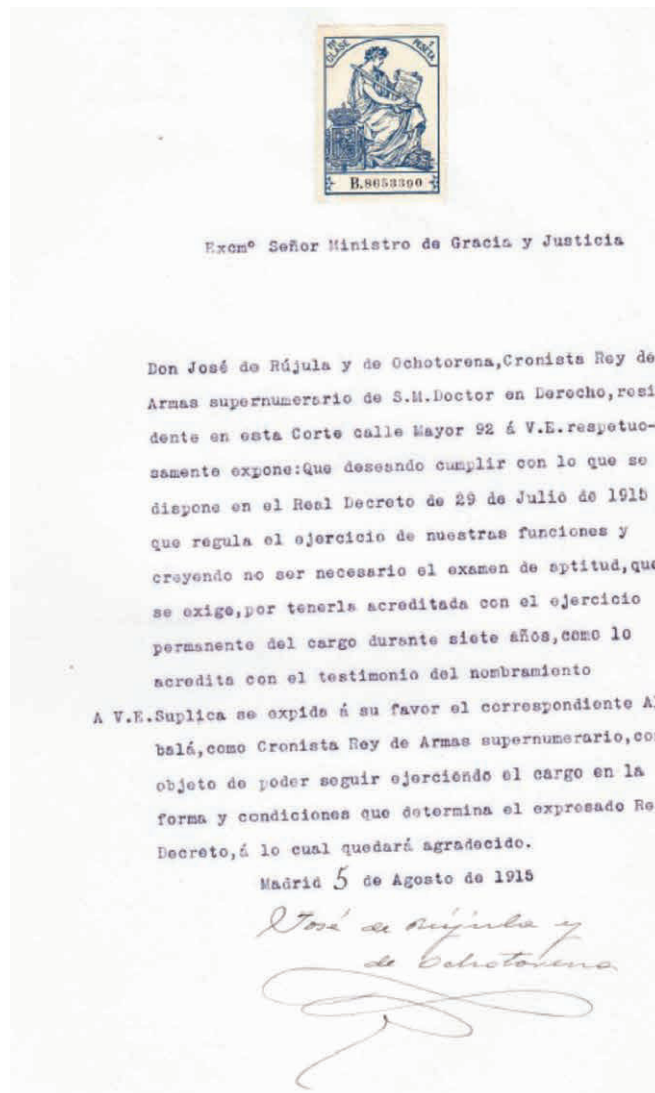 11ª CLASE 1 PESETA
B.8653390
Excmº Señor Ministro de Gracia y Justicia
Don José de Rújula y de Ochotorena,Cronista Rey de
Armas supernumerario de S.M.Doctor en Derecho,resi
dente en esta Corte calle Mayor 92 á V.E.respetuo-
samente expone:Que deseando cumplir con lo que se
dispone en el Real Decreto de 29 de Julio de 1915
que regula el ejercicio de nuestras funciones y
creyendo no ser necesario el examen de aptitud,que
se exige,por tenerla acreditada con el ejercicio
permanente del cargo durante siete años,como lo
acredita con el testimonio del nombramiento
A V.E.Suplica se expida á su favor el correspondiente Al
balá,como Cronista Rey de Armas supernumerario,con
objeto de poder seguir ejerciendo el cargo en la
forma y condiciones que determina el expresado Re
Decreto,á lo cual quedará agradecido.
Madrid 5 de Agosto de 1915
José de Rújula y
de Ochotorena